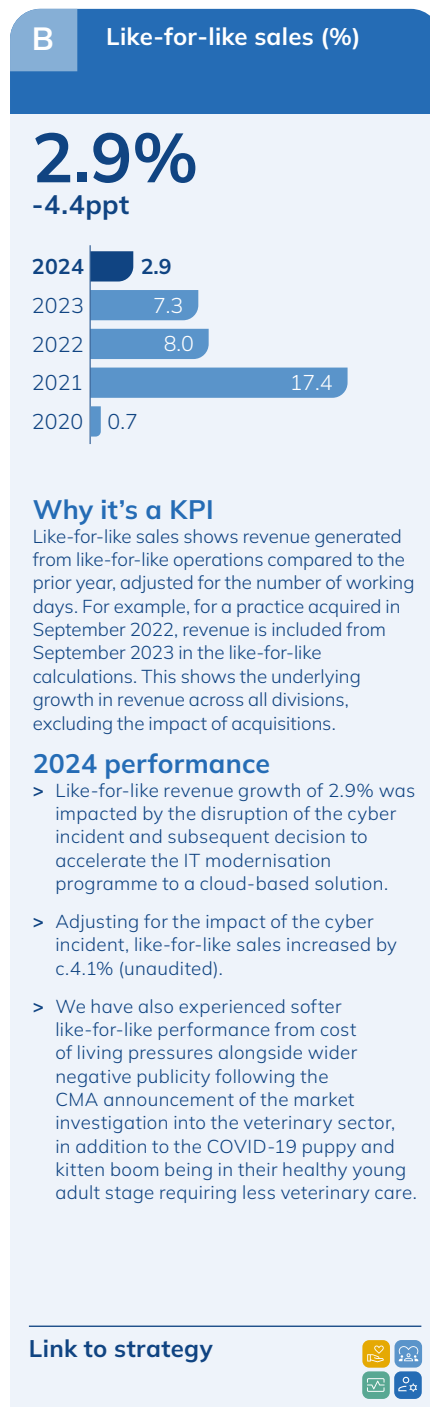 B
Like-for-like sales (%)
2.9%
-4.4ppt
2024 2.9
2023 7.3
2022 8.0
2021 17.4
2020 0.7
Why it’s a KPI
Like-for-like sales shows revenue generated
from like-for-like operations compared to the
prior year, adjusted for the number of working
days. For example, for a practice acquired in
September 2022, revenue is included from
September 2023 in the like-for-like
calculations. This shows the underlying
growth in revenue across all divisions,
excluding the impact of acquisitions.
2024 performance
> Like-for-like revenue growth of 2.9% was
impacted by the disruption of the cyber
incident and subsequent decision to
accelerate the IT modernisation
programme to a cloud-based solution.
> Adjusting for the impact of the cyber
incident, like-for-like sales increased by
c.4.1% (unaudited).
> We have also experienced softer
like-for-like performance from cost
of living pressures alongside wider
negative publicity following the
CMA announcement of the market
investigation into the veterinary sector,
in addition to the COVID-19 puppy and
kitten boom being in their healthy young
adult stage requiring less veterinary care.
Link to strategy